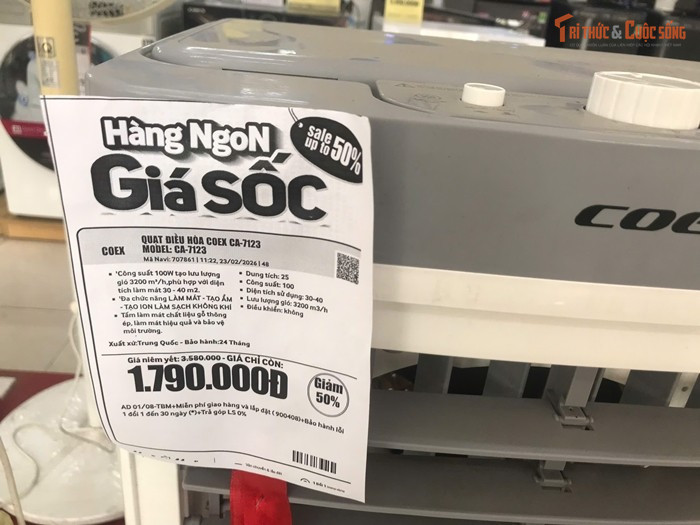 TRI THỨC & CUỘC SỐNG
Hàng NgoN
sale up to 50%
Giá SỐC
COEX
QUẠT ĐIỀU HÒA COEX CA-7123
MODEL: CA-7123
Mã Navi: 707861 | 11:22, 23/02/2026 | 48
• "Công suất 100W tạo lưu lượng
gió 3200 m³/h,phù hợp với diện
tích làm mát 30 - 40 m2.
• "Đa chức năng LÀM MÁT - TẠO ẨM
- TẠO ION LÀM SẠCH KHÔNG KHÍ
• Tấm làm mát chất liệu gỗ thông
ép, làm mát hiệu quả và bảo vệ
môi trường.
• Dung tích: 25
• Công suất: 100
• Diện tích sử dụng: 30-40
• Lưu lượng gió: 3200 m3/h
• Điều khiển: không
Xuất xứ:Trung Quốc - Bảo hành:24 Tháng
Giá niêm yết: 3.580.000 - GIÁ CHỈ CÒN:
1.790.000Đ
Giảm
50%
AD 01/08-TBM+Miễn phí giao hàng và lắp đặt ( 900408)+Bảo hành lỗi
1 đổi 1 đến 30 ngày (*)+Trả góp LS 0%
COE